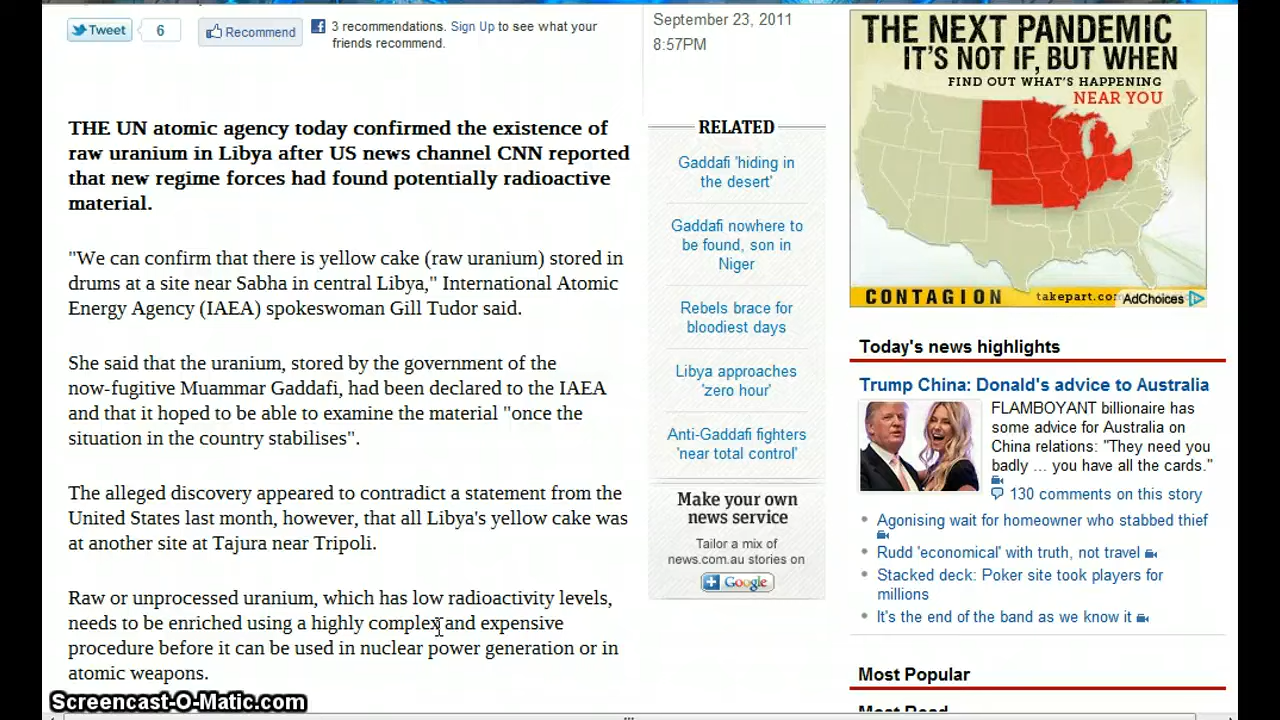 Tweet
6
Recommend
3 recommendations. Sign Up to see what your
friends recommend.
THE UN atomic agency today confirmed the existence of
raw uranium in Libya after US news channel CNN reported
that new regime forces had found potentially radioactive
material.
"We can confirm that there is yellow cake (raw uranium) stored in
drums at a site near Sabha in central Libya," International Atomic
Energy Agency (IAEA) spokeswoman Gill Tudor said.
She said that the uranium, stored by the government of the
now-fugitive Muammar Gaddafi, had been declared to the IAEA
and that it hoped to be able to examine the material "once the
situation in the country stabilises".
The alleged discovery appeared to contradict a statement from the
United States last month, however, that all Libya's yellow cake was
at another site at Tajura near Tripoli.
Raw or unprocessed uranium, which has low radioactivity levels,
needs to be enriched using a highly complex and expensive
procedure before it can be used in nuclear power generation or in
atomic weapons.
Screencast-O-Matic.com
September 23, 2011
8:57PM
RELATED
Gaddafi 'hiding in
the desert'
Gaddafi nowhere to
be found, son in
Niger
Rebels brace for
bloodiest days
Libya approaches
'zero hour'
Anti-Gaddafi fighters
'near total control'
Make your own
news service
Tailor a mix of
news.com.au stories on
Google
THE NEXT PANDEMIC
IT'S NOT IF, BUT WHEN
FIND OUT WHAT'S HAPPENING
NEAR YOU
CONTAGION
AdChoices
Today's news highlights
Trump China: Donald's advice to Australia
FLAMBOYANT billionaire has
some advice for Australia on
China relations: "They need you
badly ... you have all the cards."
130 comments on this story
Agonising wait for homeowner who stabbed thief
Rudd 'economical' with truth, not travel
Stacked deck: Poker site took players for
millions
It's the end of the band as we know it
Most Popular
Most Read